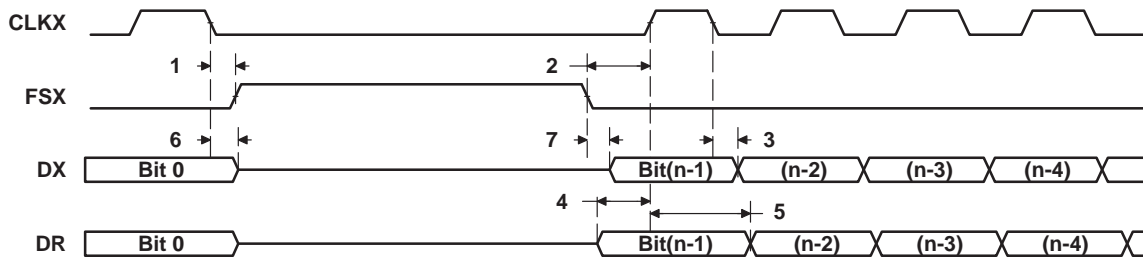 CLKX
1 2
FSX
6 7 3
DX Bit 0 Bit(n-1) (n-2) (n-3) (n-4)
4 5
DR Bit 0 Bit(n-1) (n-2) (n-3) (n-4)